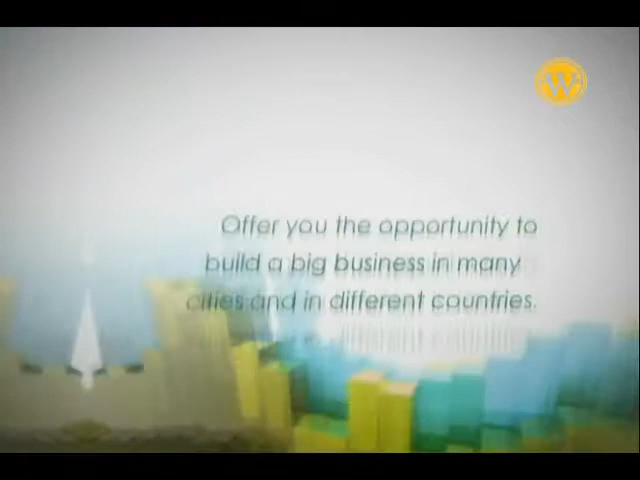 W
Offer you the opportunity to
build a big business in many
cities and in different countries.